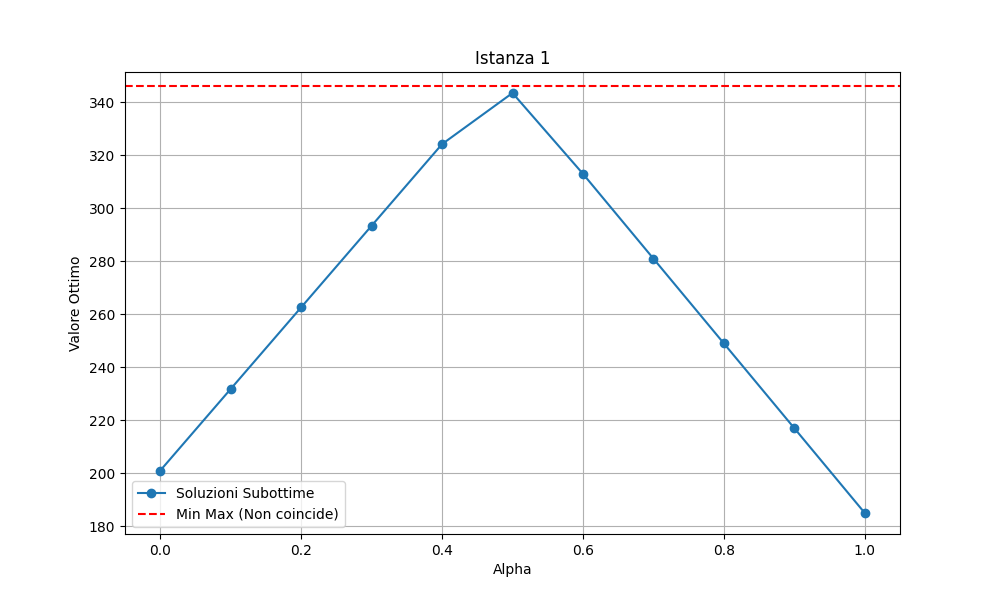 Istanza 1
Valore Ottimo
340
320
300
280
260
240
220
200
180
Soluzioni Subottime
Min Max (Non coincide)
0.0 0.2 0.4 0.6 0.8 1.0
Alpha